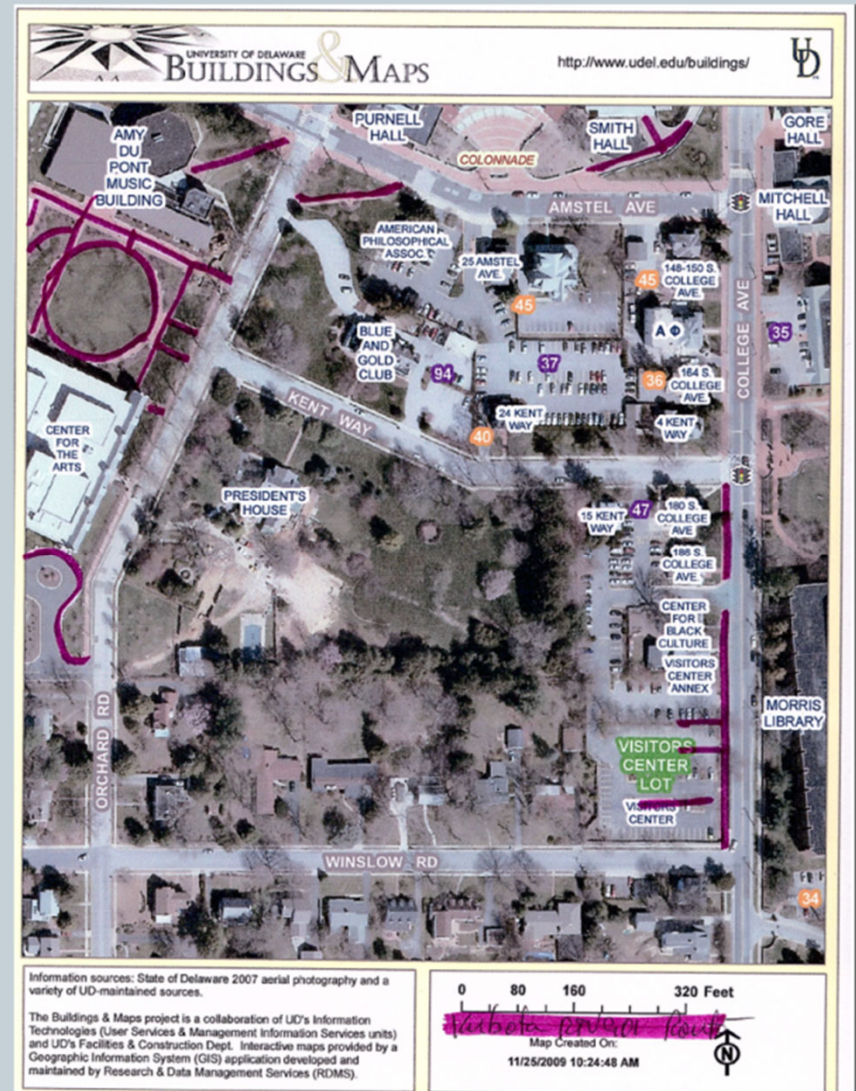 UNIVERSITY OF DELAWARE
BUILDINGS & MAPS
http://www.udel.edu/buildings/
UD
AMY
DU
PONT
MUSIC
BUILDING
PURNELL
HALL
COLONNADE
SMITH
HALL
GORE
HALL
MITCHELL
HALL
AMSTEL AVE
AMERICAN
PHILOSOPHICAL
ASSOC.
25 AMSTEL
AVE.
45
45
148-150 S.
COLLEGE
AVE.
COLLEGE AVE
35
Α Φ
BLUE
AND
GOLD
CLUB
94
37
36
164 S.
COLLEGE
AVE.
24 KENT
WAY
4 KENT
WAY
40
KENT WAY
CENTER
FOR
THE
ARTS
PRESIDENT'S
HOUSE
15 KENT
WAY
47
180 S.
COLLEGE
AVE
186 S.
COLLEGE
AVE.
CENTER
FOR
BLACK
CULTURE
VISITORS
CENTER
ANNEX
MORRIS
LIBRARY
VISITORS
CENTER
LOT
VISITORS
CENTER
ORCHARD RD
WINSLOW RD
34
Information sources: State of Delaware 2007 aerial photography and a
variety of UD-maintained sources.
The Buildings & Maps project is a collaboration of UD's Information
Technologies (User Services & Management Information Services units)
and UD's Facilities & Construction Dept. Interactive maps provided by a
Geographic Information System (GIS) application developed and
maintained by Research & Data Management Services (RDMS).
0 80 160 320 Feet
Kubota
Map Created On:
11/25/2009 10:24:48 AM
N